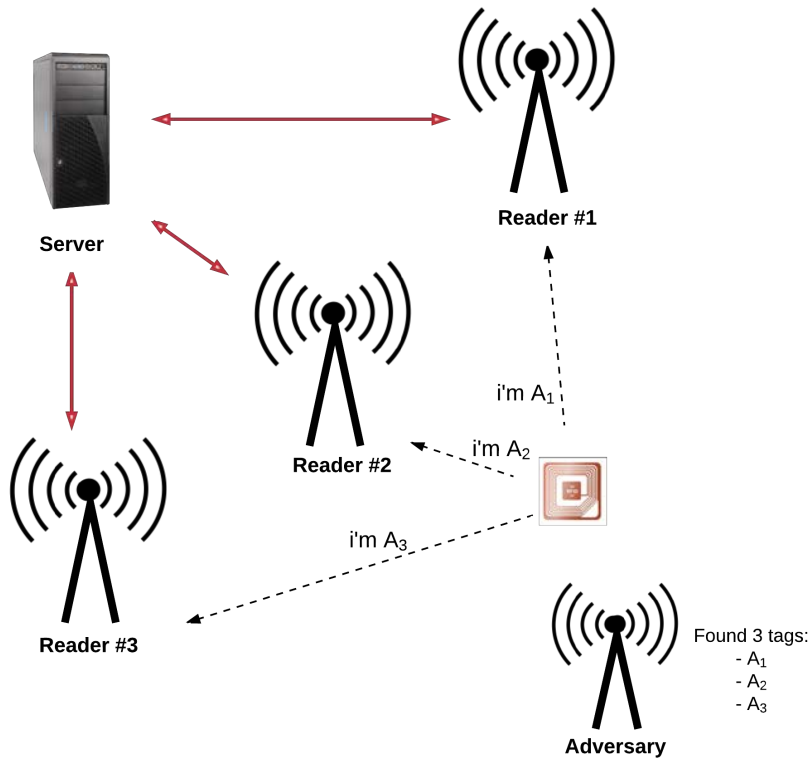 Reader #1
Server
i'm A₁
i'm A₂
Reader #2
i'm A₃
Reader #3
Found 3 tags:
- A₁
- A₂
- A₃
Adversary